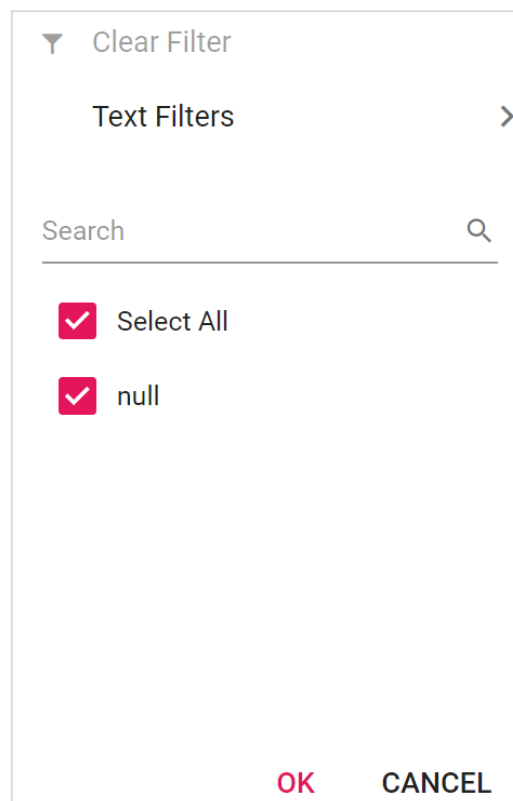 Clear Filter
Text Filters
Search
Select All
null
OK CANCEL